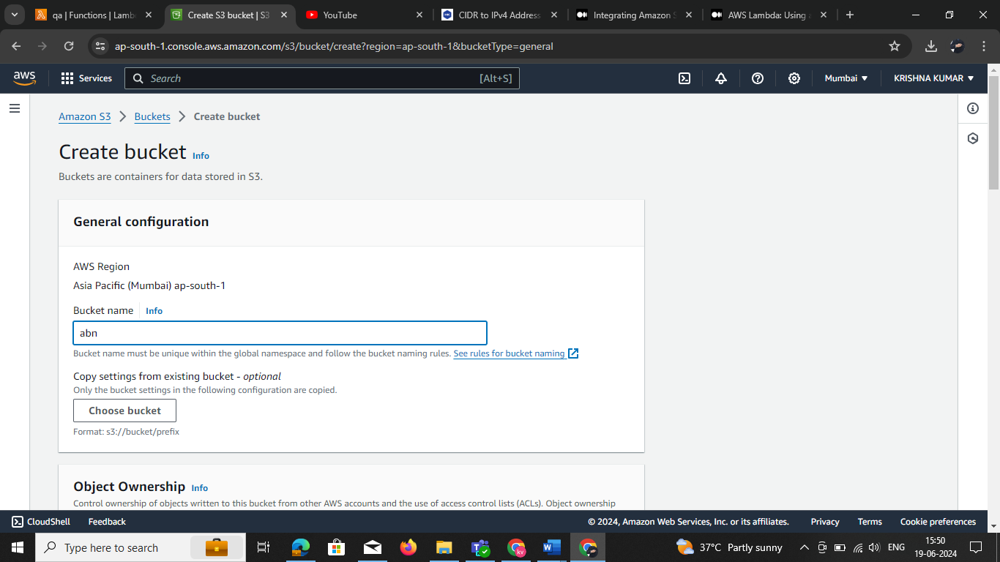 qa | Functions | Lamb
Create S3 bucket | S3
YouTube
CIDR to IPv4 Address
Integrating Amazon S
AWS Lambda: Using
ap-south-1.console.aws.amazon.com/s3/bucket/create?region=ap-south-1&bucketType=general
aws
Services
Search
[Alt+S]
Mumbai
KRISHNA KUMAR
Amazon S3
Buckets
Create bucket
Create bucket Info
Buckets are containers for data stored in S3.
General configuration
AWS Region
Asia Pacific (Mumbai) ap-south-1
Bucket name Info
abn
Bucket name must be unique within the global namespace and follow the bucket naming rules. See rules for bucket naming
Copy settings from existing bucket - optional
Only the bucket settings in the following configuration are copied.
Choose bucket
Format: s3://bucket/prefix
Object Ownership Info
Control ownership of objects written to this bucket from other AWS accounts and the use of access control lists (ACLs). Object ownership
CloudShell
Feedback
© 2024, Amazon Web Services, Inc. or its affiliates.
Privacy
Terms
Cookie preferences
Type here to search
kv
37°C Partly sunny
ENG
15:50
19-06-2024